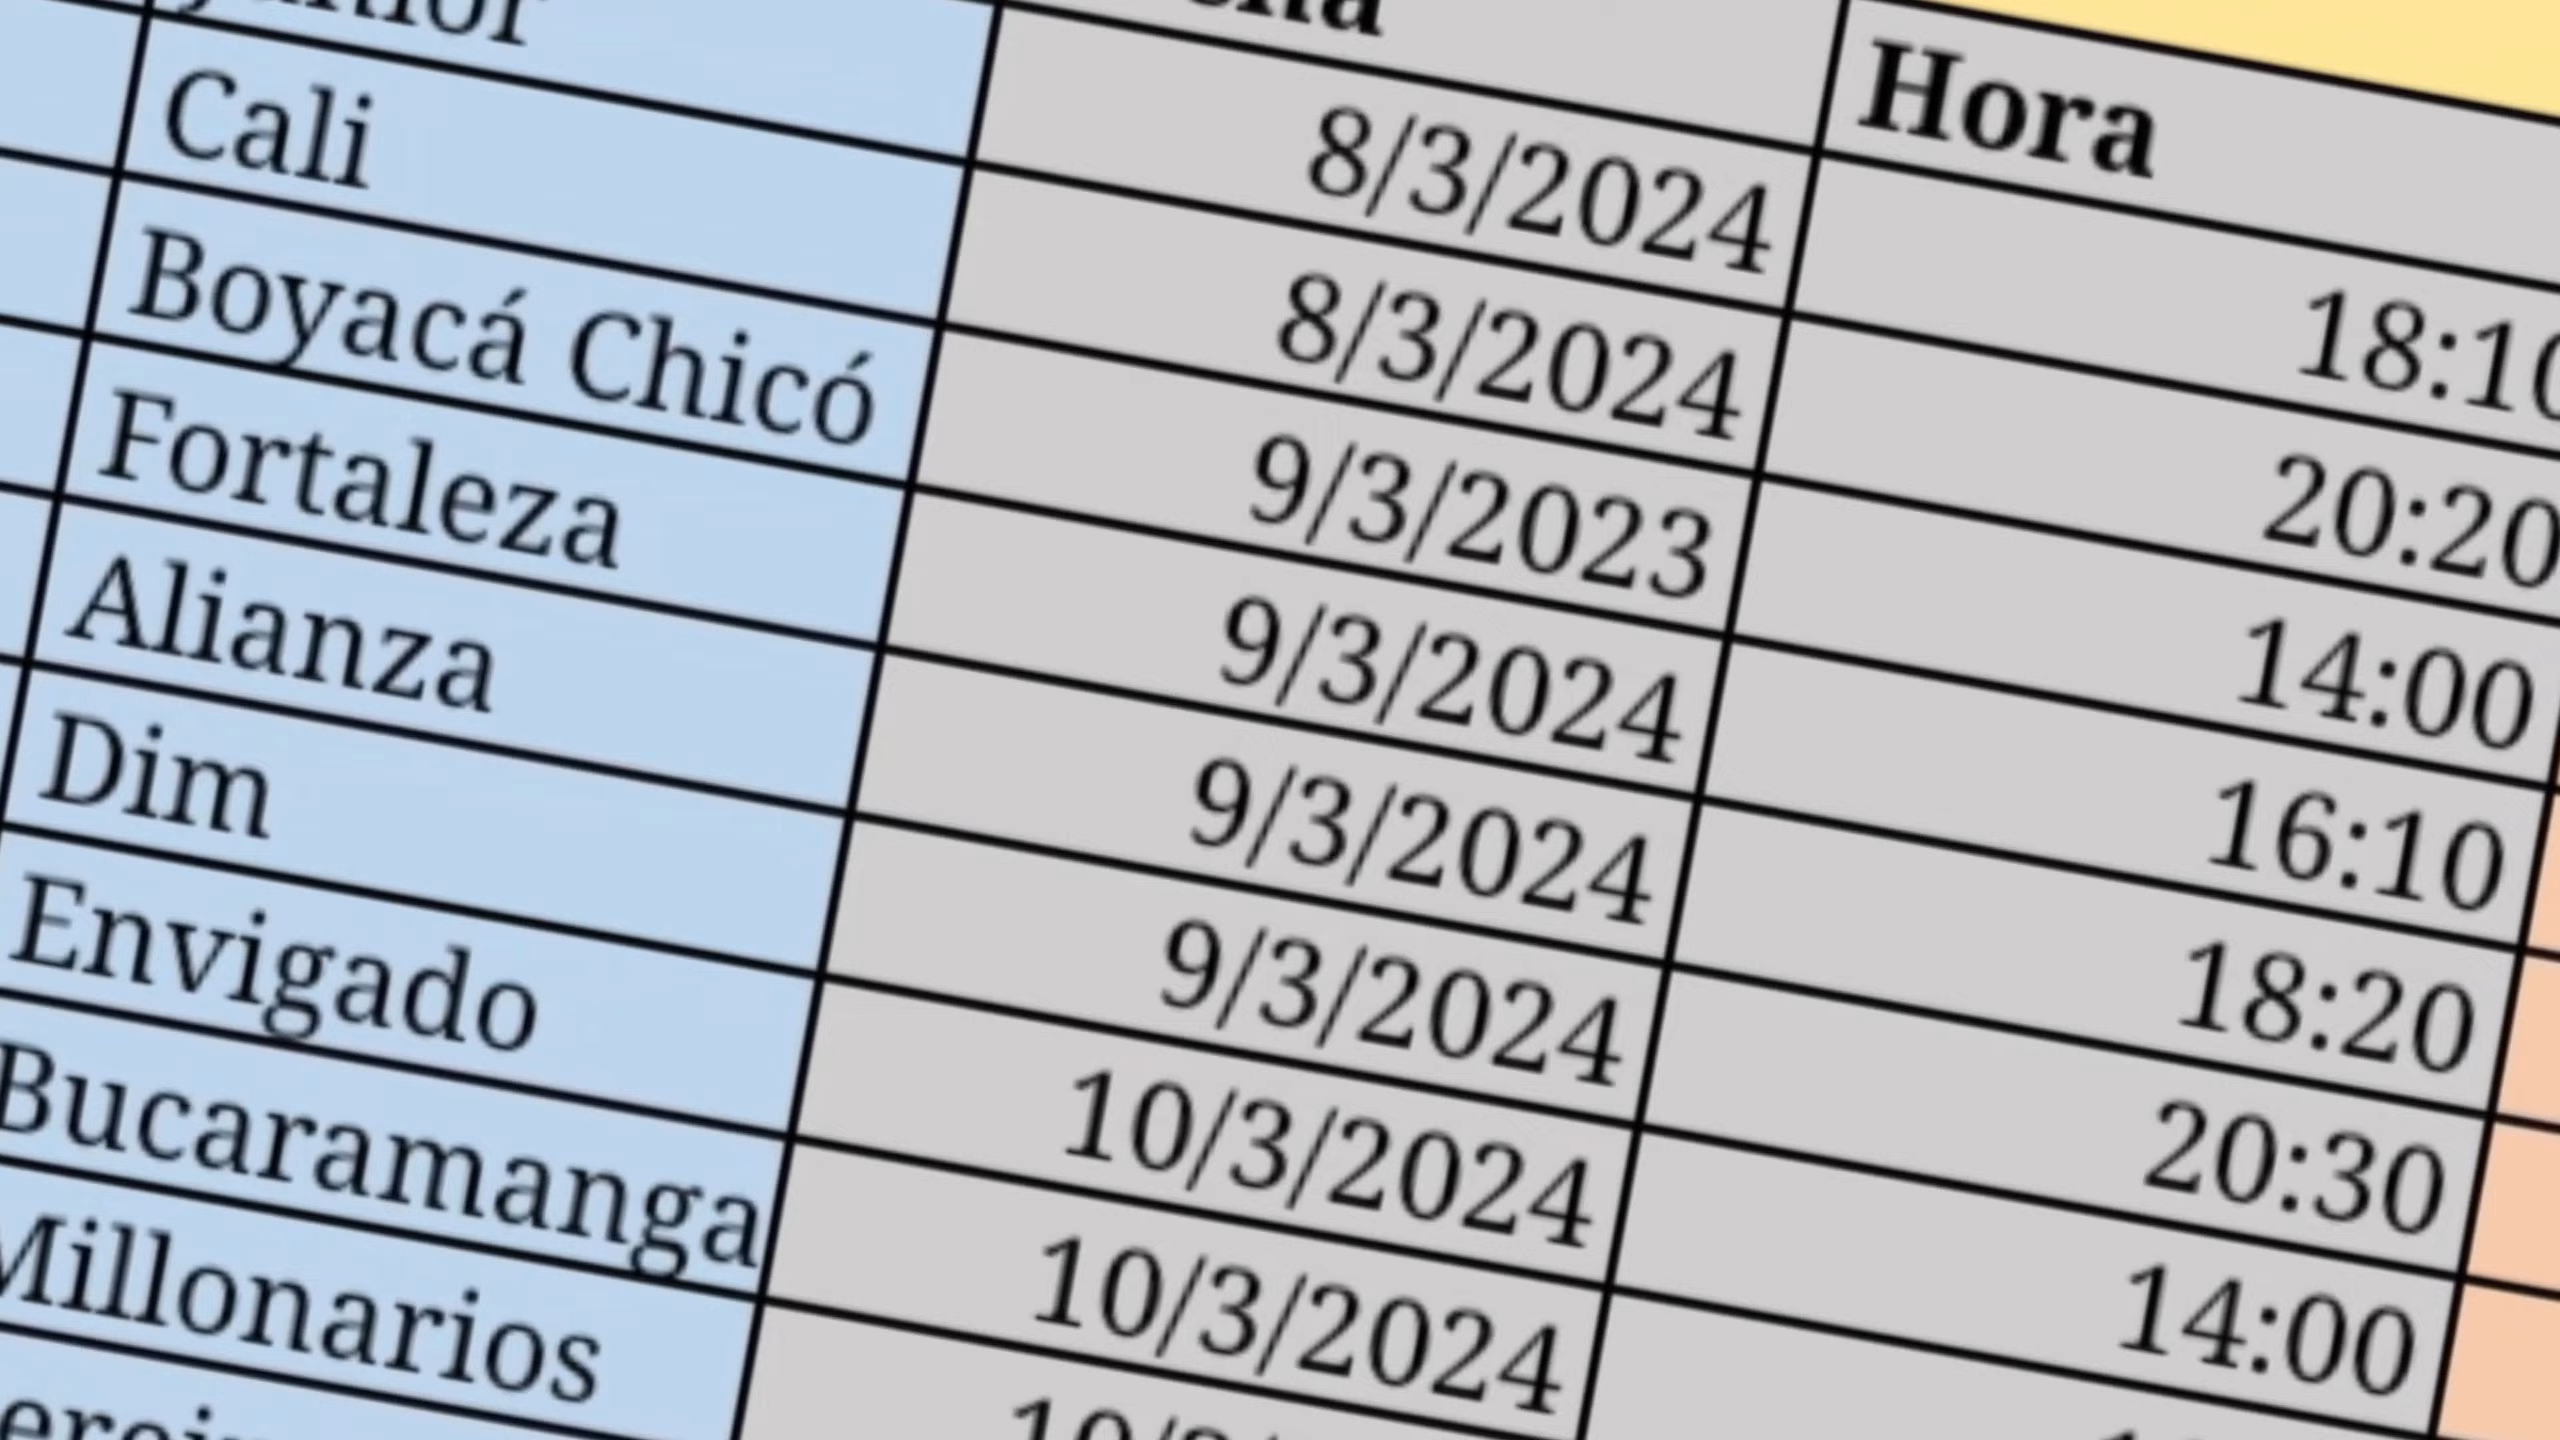 Hora
Junior 8/3/2024 18:10
Cali 8/3/2024 20:20
Boyacá Chicó 9/3/2023 14:00
Fortaleza 9/3/2024 16:10
Alianza 9/3/2024 18:20
Dim 9/3/2024 20:30
Envigado 10/3/2024 14:00
Bucaramanga 10/3/2024
Millonarios